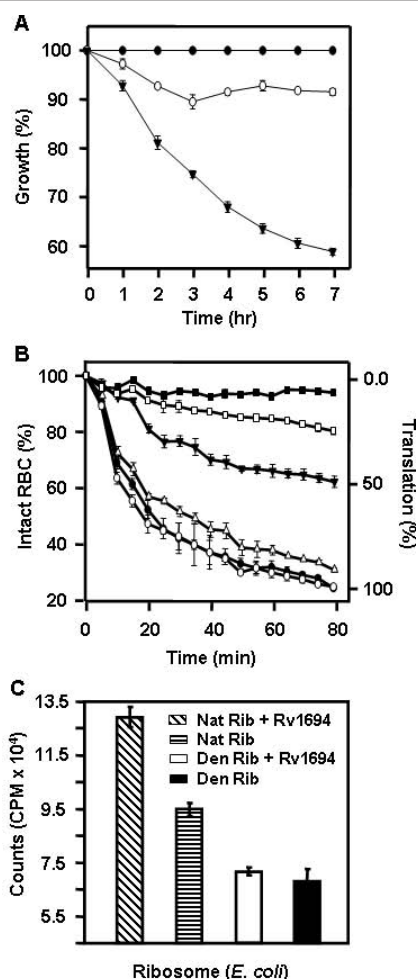 A
100
90
80
70
60
Growth (%)
0 1 2 3 4 5 6 7
Time (hr)
B
100
80
60
40
20
Intact RBC (%)
0.0
50
100
Translation (%)
0 20 40 60 80
Time (min)
C
13.5
11.5
9.5
7.5
5.5
Counts (CPM x 10⁴)
Nat Rib + Rv1694
Nat Rib
Den Rib + Rv1694
Den Rib
Ribosome (E. coli)